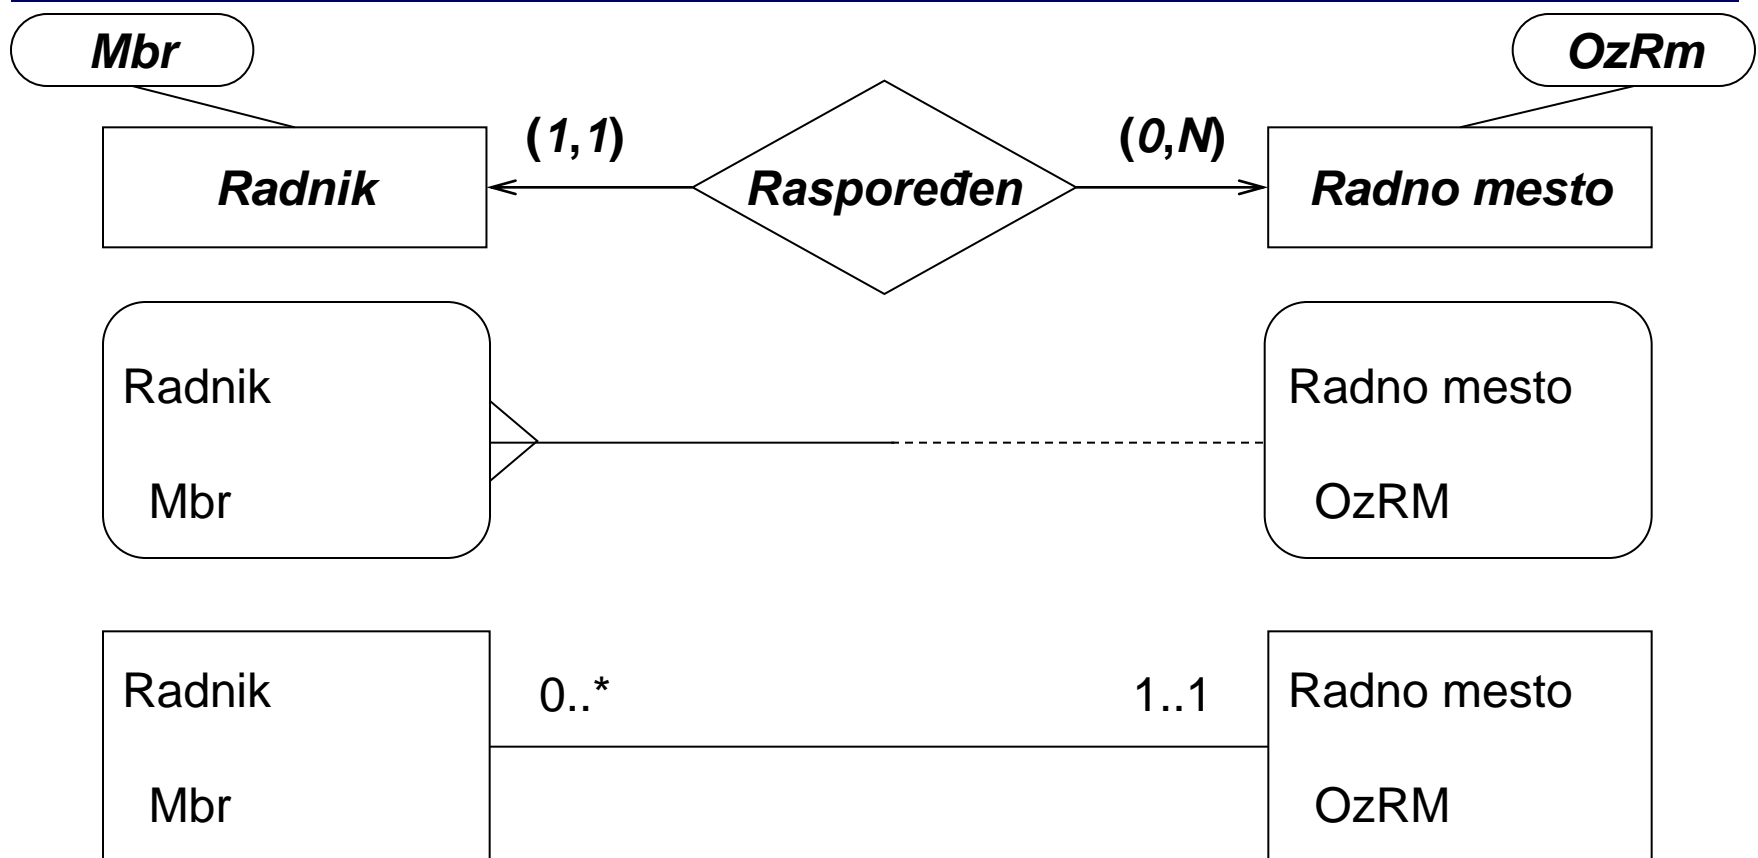 Mbr OzRm
(1,1) (0,N)
Radnik Raspoređen Radno mesto
Radnik Radno mesto
Mbr OzRM
Radnik 0..* 1..1 Radno mesto
Mbr OzRM